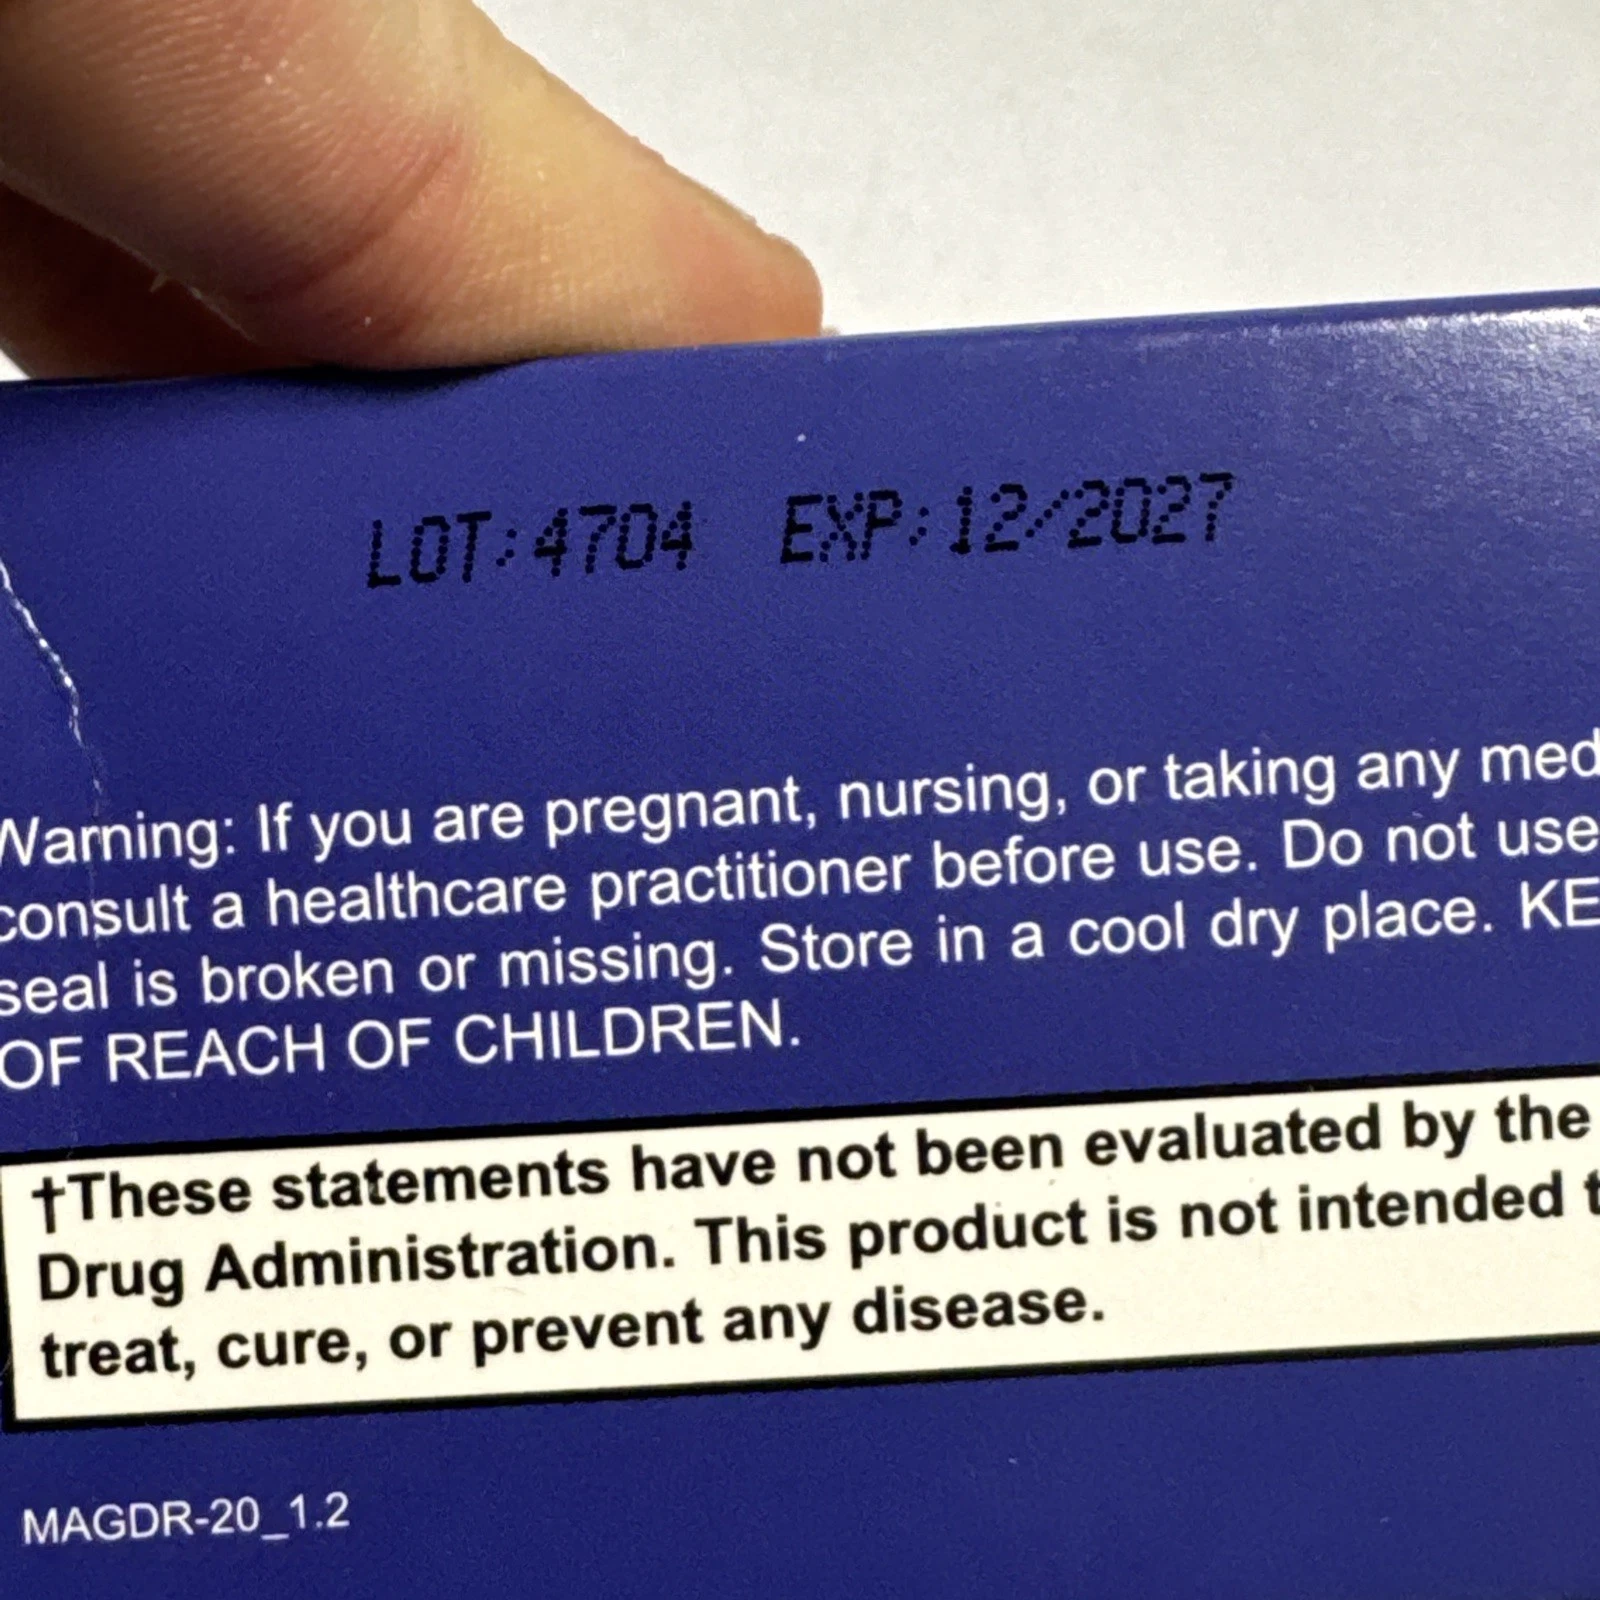 LOT:4704 EXP:12/2027
Warning: If you are pregnant, nursing, or taking any med
consult a healthcare practitioner before use. Do not use
seal is broken or missing. Store in a cool dry place. KE
OF REACH OF CHILDREN.
†These statements have not been evaluated by the
Drug Administration. This product is not intended t
treat, cure, or prevent any disease.
MAGDR-20_1.2